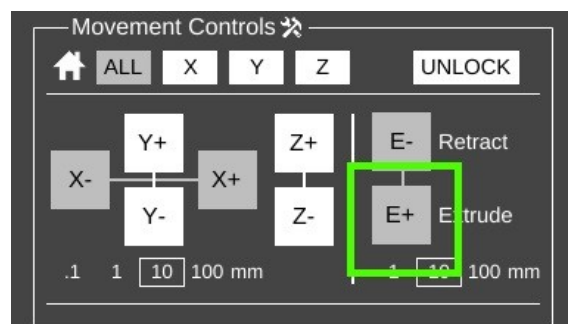 Movement Controls
ALL X Y Z UNLOCK
Y+ Z+ E- Retract
X- X+
Y- Z- E+ Extrude
.1 1 10 100 mm 1 10 100 mm